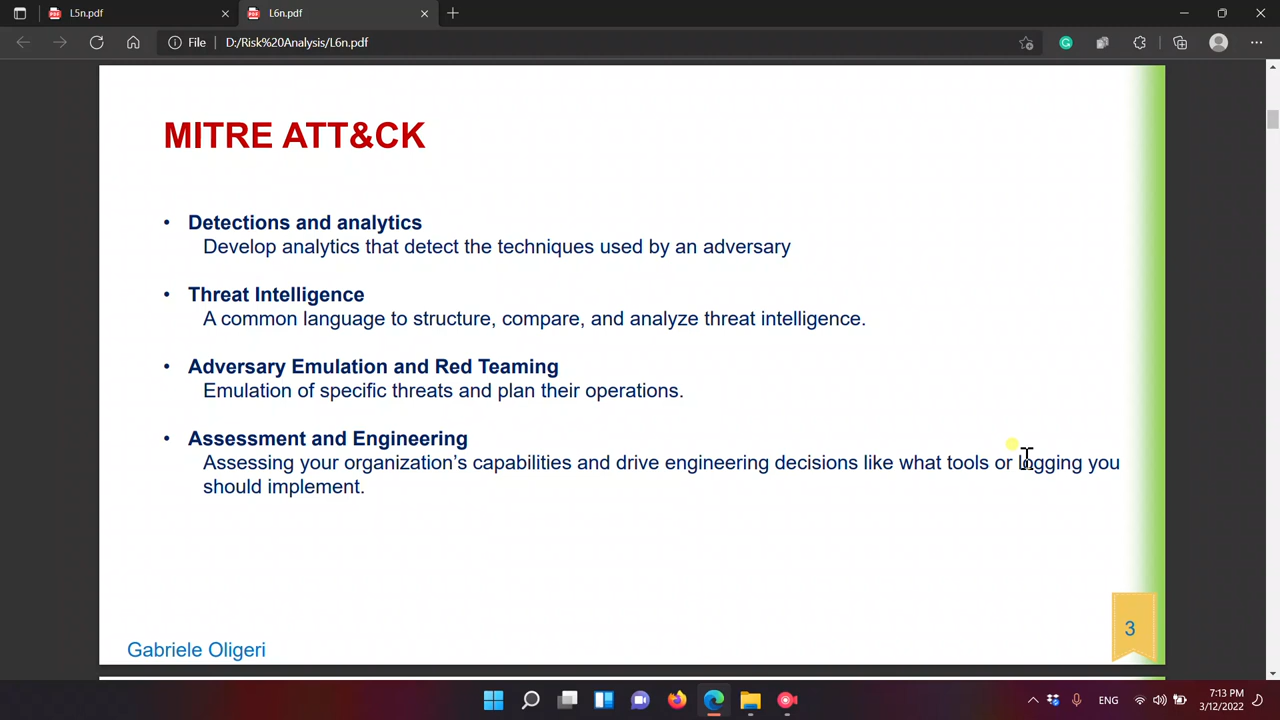 L5n.pdf
L6n.pdf
File
D:/Risk%20Analysis/L6n.pdf
MITRE ATT&CK
• Detections and analytics
Develop analytics that detect the techniques used by an adversary
• Threat Intelligence
A common language to structure, compare, and analyze threat intelligence.
• Adversary Emulation and Red Teaming
Emulation of specific threats and plan their operations.
• Assessment and Engineering
Assessing your organization’s capabilities and drive engineering decisions like what tools or logging you
should implement.
3
Gabriele Oligeri
ENG
7:13 PM
3/12/2022